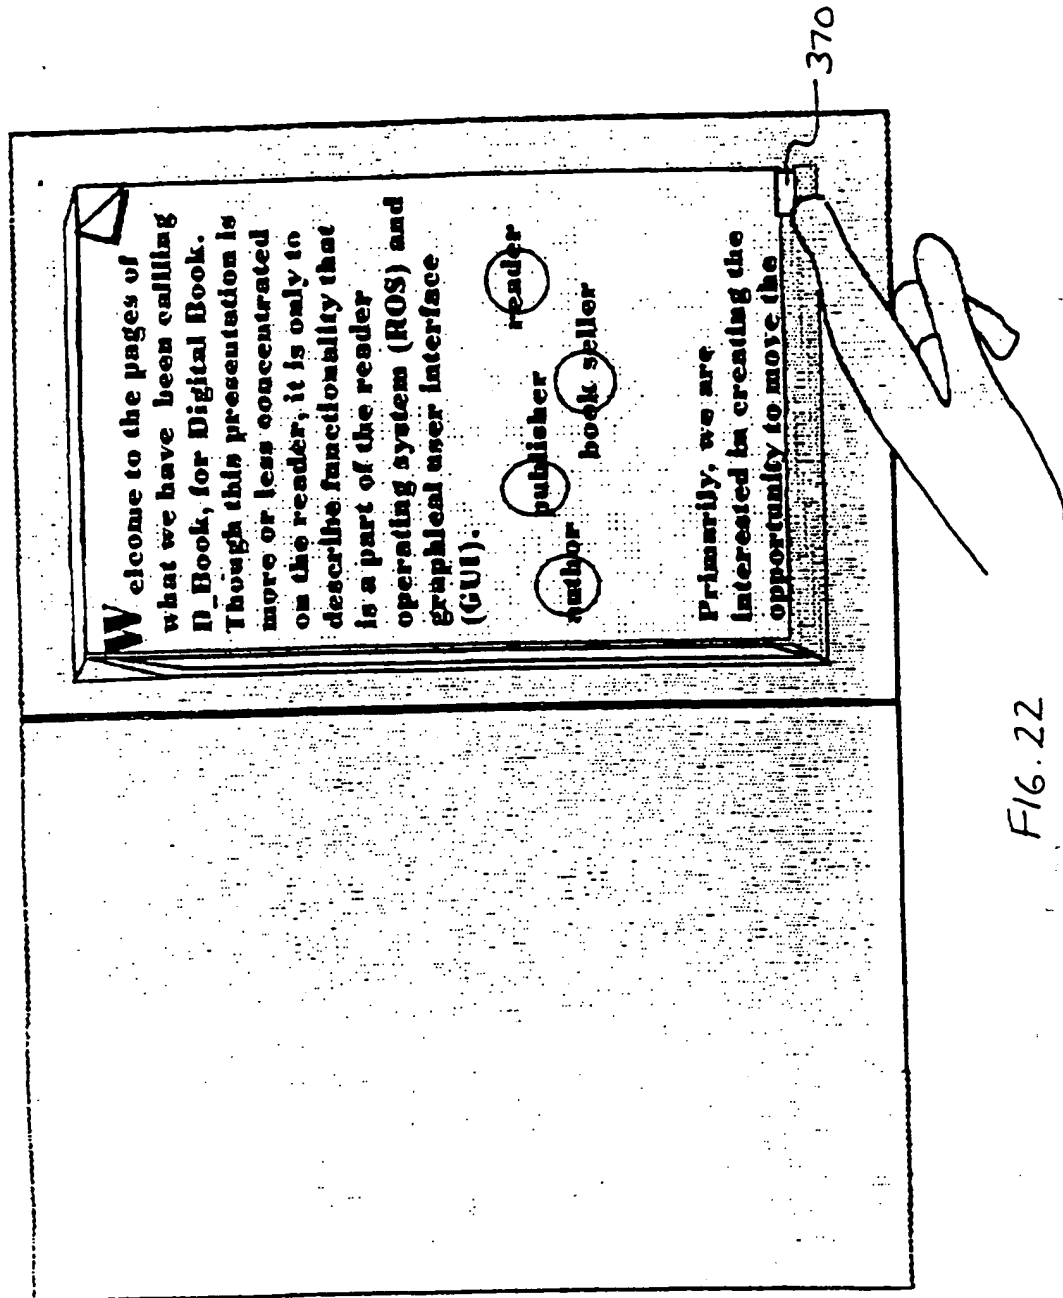 Welcome to the pages of
what we have been callling
D_Book, for Digital Book.
Though this presentation is
more or less concentrated
on the reader, it is only to
describe functionality that
is a part of the reader
operating system (ROS) and
graphical user interface
(GUI).
author
publisher
book seller
reader
Primarily, we are
interested in creating the
opportunity to move the
370
FIG. 22